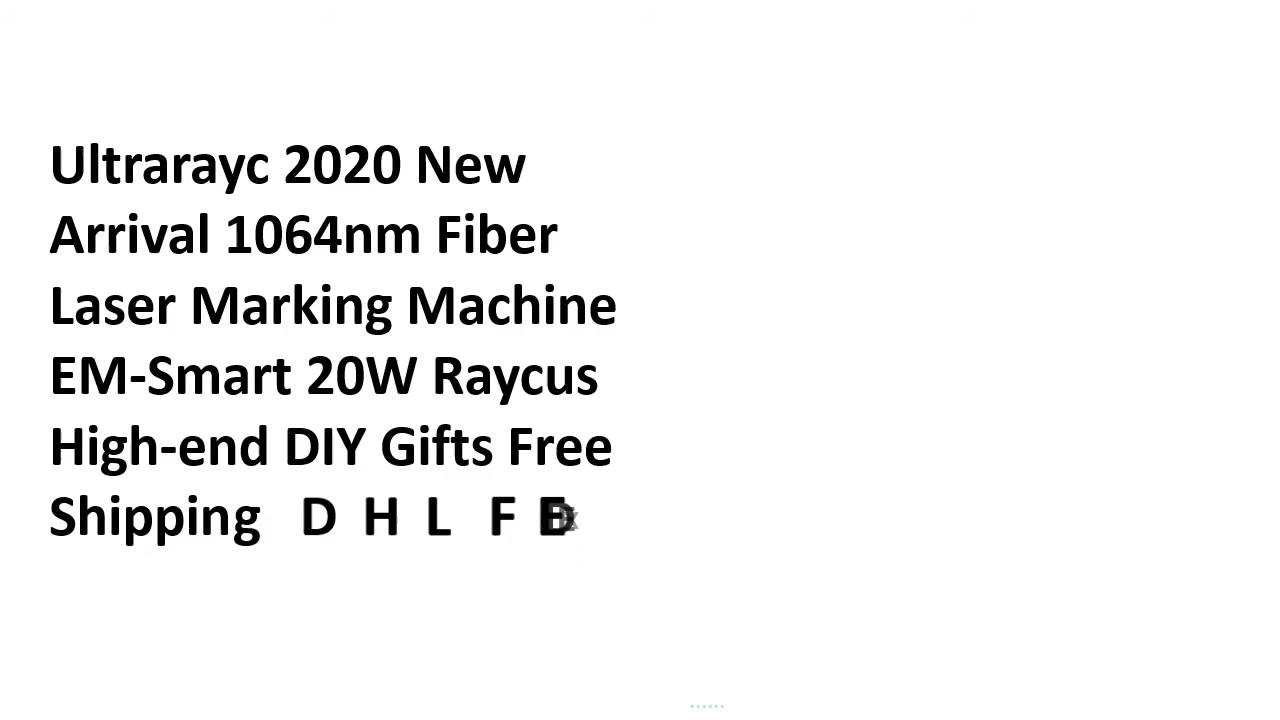 Ultrarayc 2020 New
Arrival 1064nm Fiber
Laser Marking Machine
EM-Smart 20W Raycus
High-end DIY Gifts Free
Shipping D H L F E